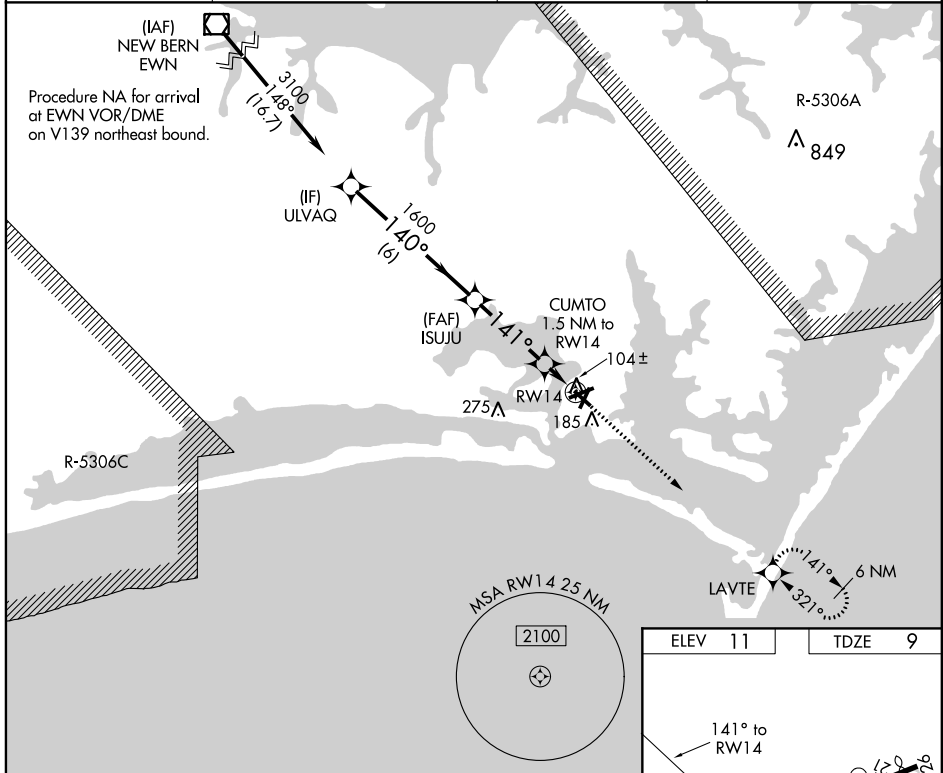 (IAF)
NEW BERN
EWN
3100
148°
(16.7)
Procedure NA for arrival
at EWN VOR/DME
on V139 northeast bound.
R-5306A
849
(IF)
ULVAQ
1600
140°
(6)
(FAF)
ISUJU
141°
CUMTO
1.5 NM to
RW14
104±
RW14
275
185
R-5306C
LAVTE
141°
321°
6 NM
MSA RW14 25 NM
2100
ELEV 11
TDZE 9
141° to
RW14